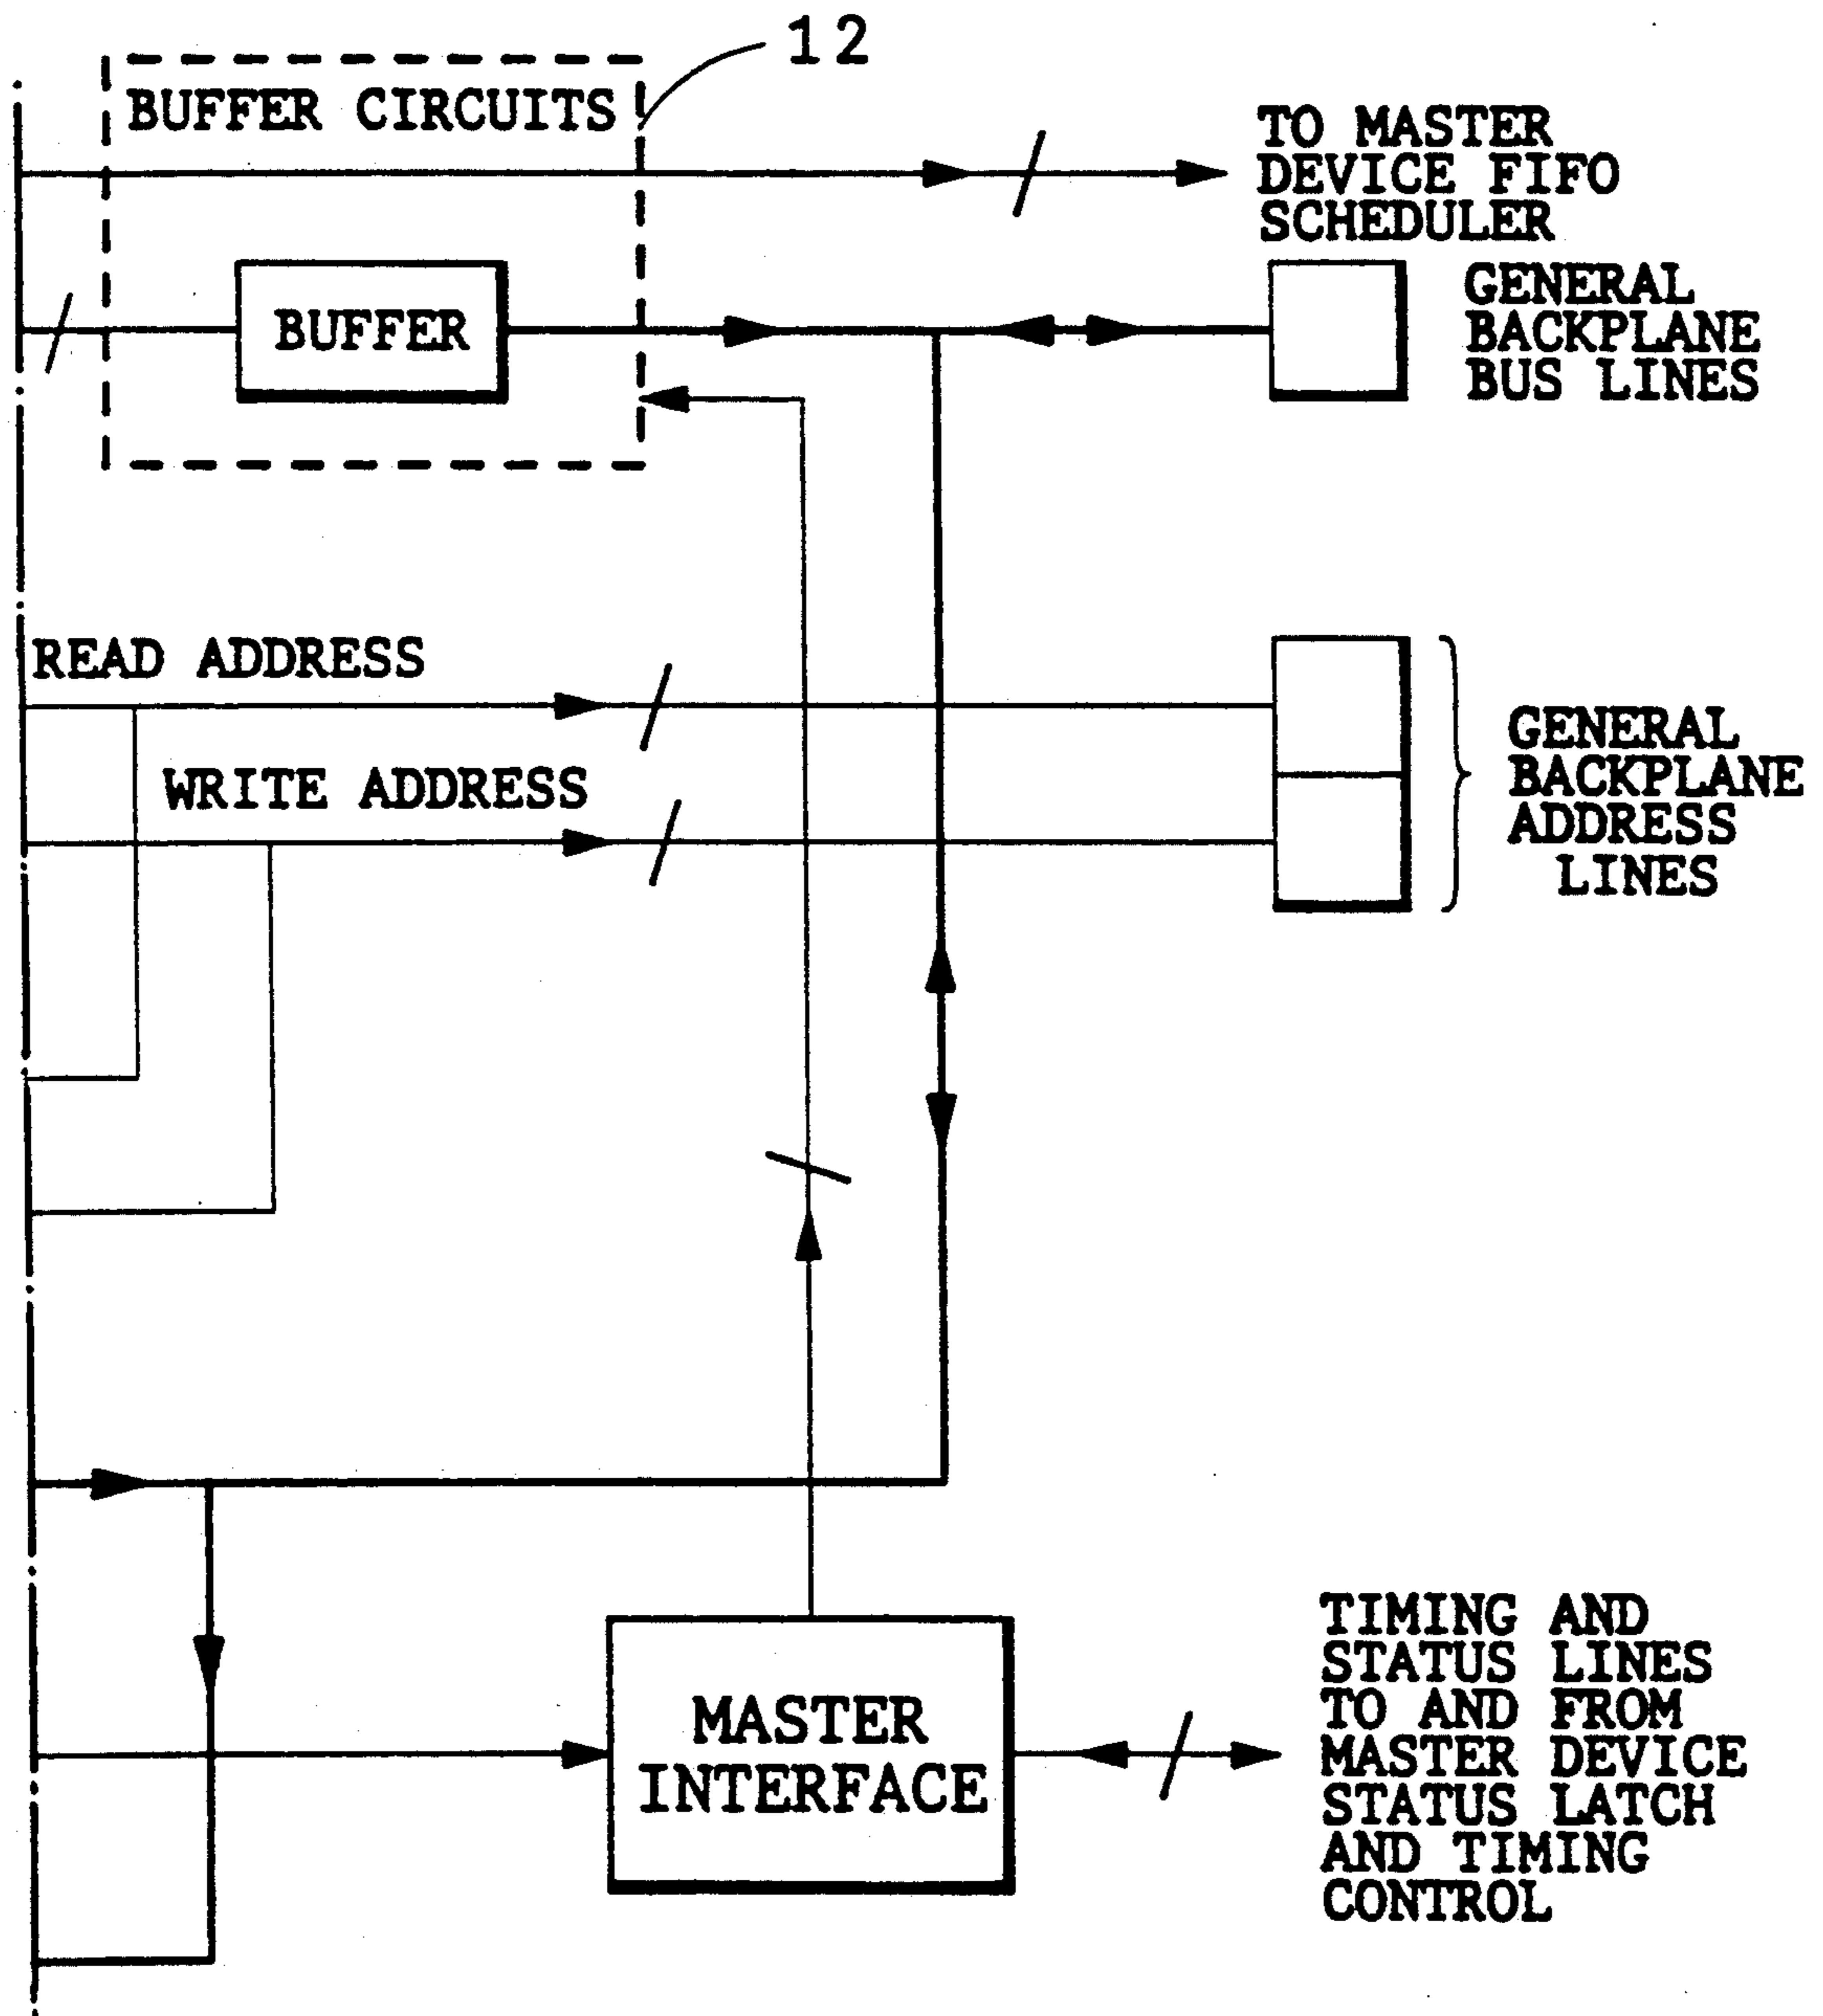 12
BUFFER CIRCUITS
TO MASTER
DEVICE FIFO
SCHEDULER
BUFFER
GENERAL
BACKPLANE
BUS LINES
READ ADDRESS
WRITE ADDRESS
GENERAL
BACKPLANE
ADDRESS
LINES
MASTER
INTERFACE
TIMING AND
STATUS LINES
TO AND FROM
MASTER DEVICE
STATUS LATCH
AND TIMING
CONTROL